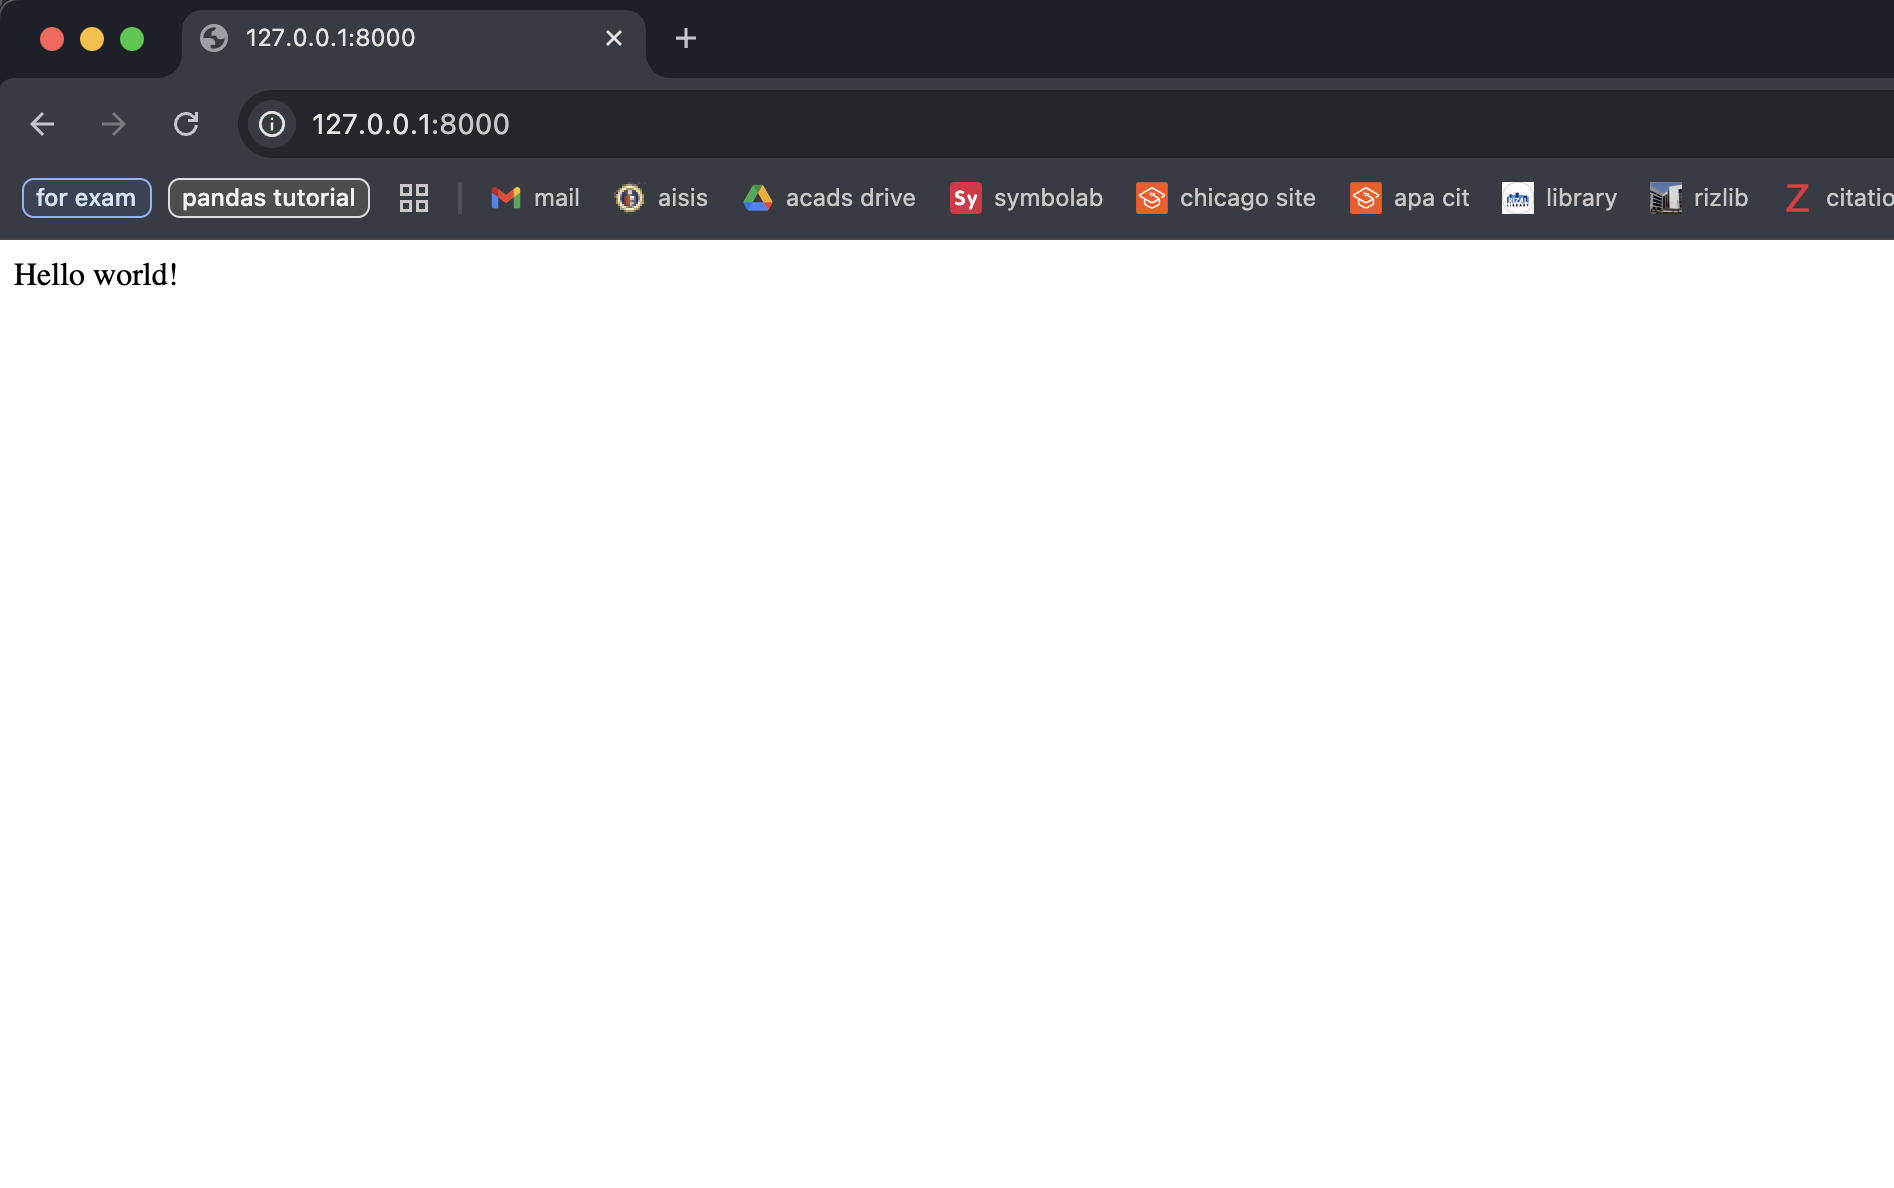 127.0.0.1:8000
127.0.0.1:8000
for exam pandas tutorial mail aisis acads drive Sy symbolab chicago site apa cit library rizlib Z citatio
Hello world!